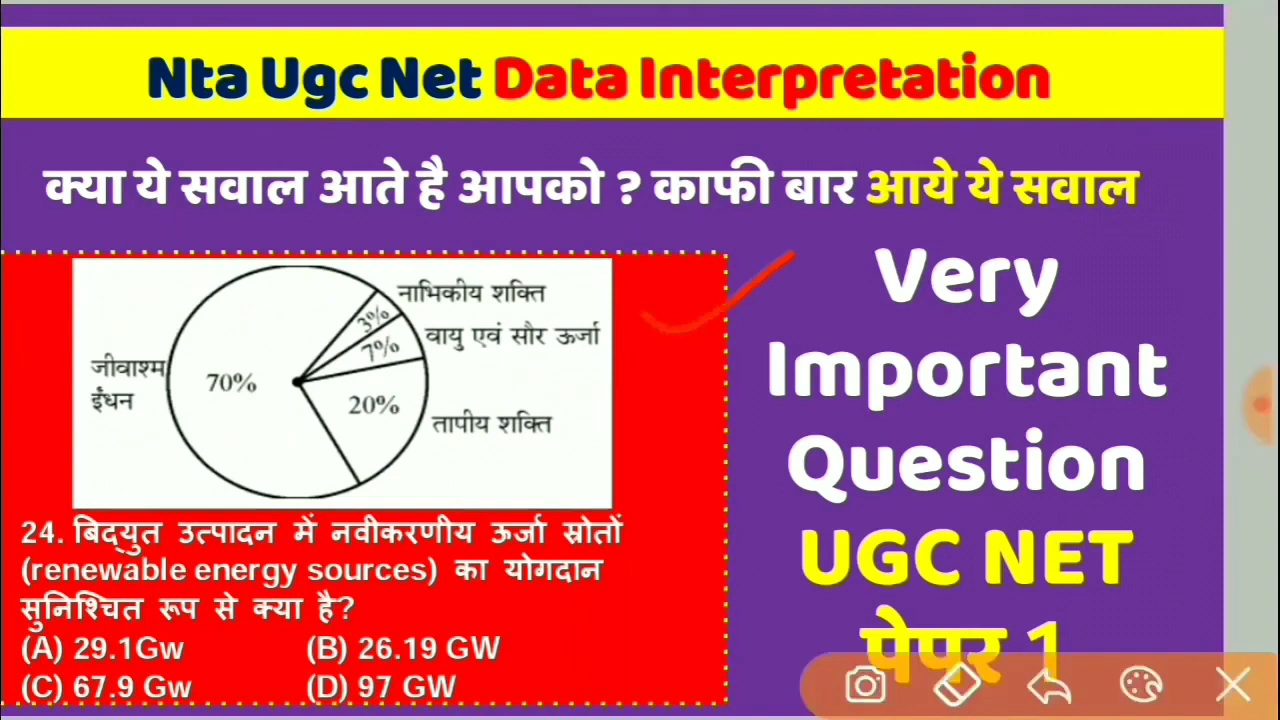 Nta Ugc Net Data Interpretation
क्या ये सवाल आते है आपको ? काफी बार आये ये सवाल
नाभिकीय शक्ति
3%
वायु एवं सौर ऊर्जा
7%
जीवाश्म
ईंधन
70%
20%
तापीय शक्ति
24. बिद्युत उत्पादन में नवीकरणीय ऊर्जा स्रोतों
(renewable energy sources) का योगदान
सुनिश्चित रूप से क्या है?
(A) 29.1Gw (B) 26.19 GW
(C) 67.9 Gw (D) 97 GW
Very
Important
Question
UGC NET
पेपर 1